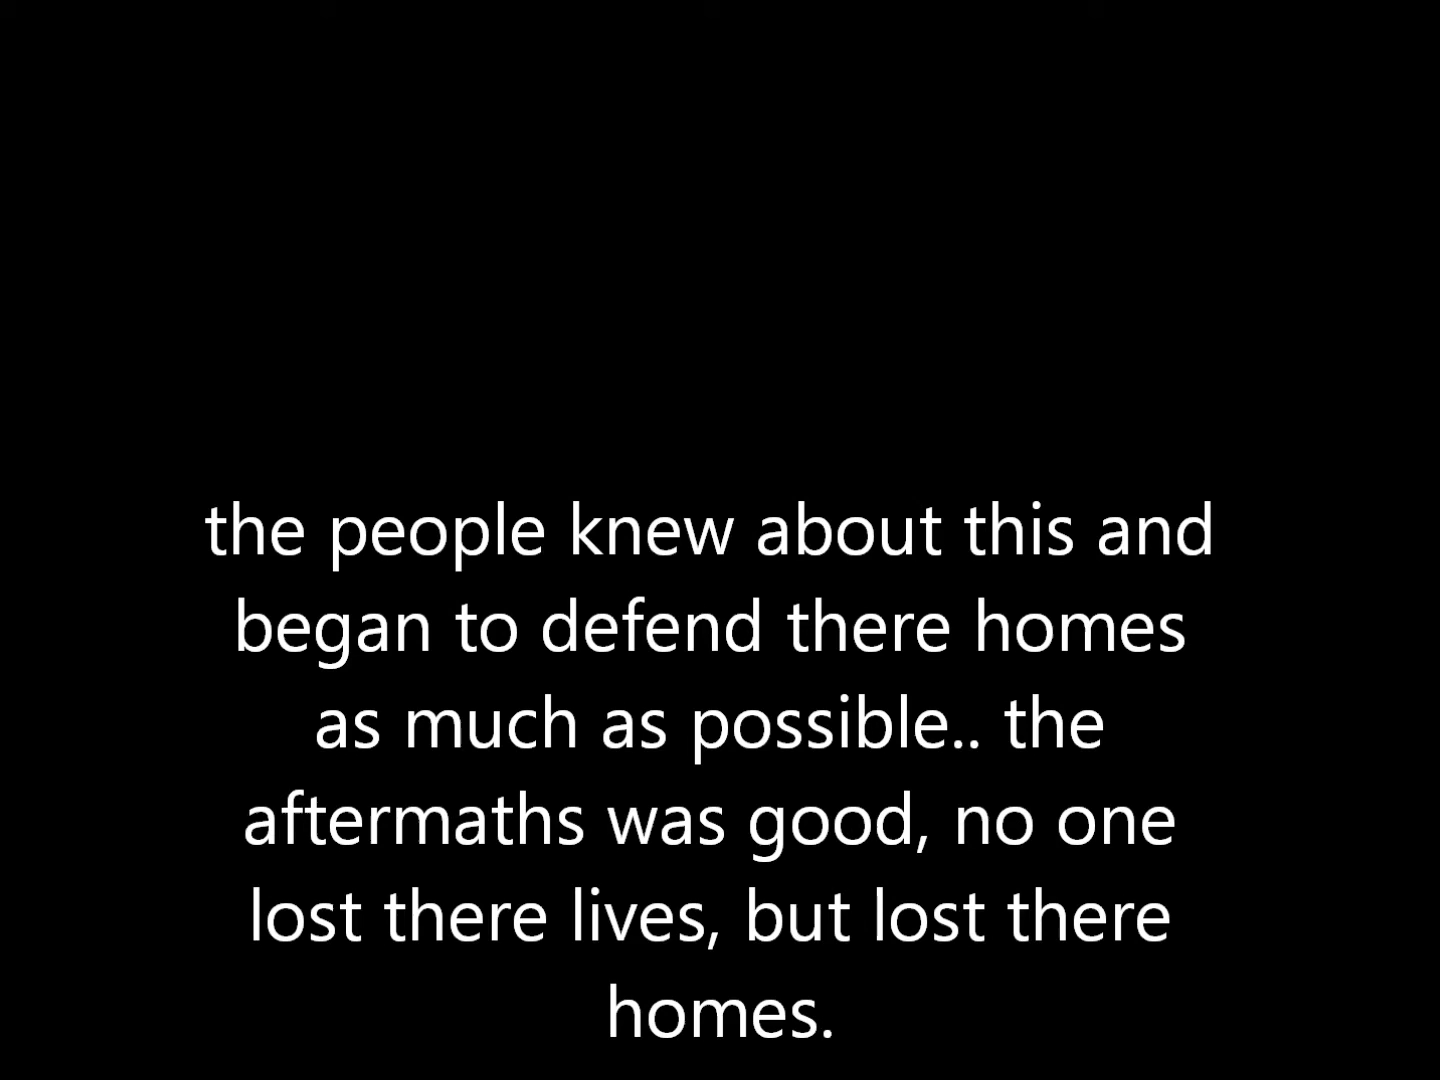 the people knew about this and
began to defend there homes
as much as possible.. the
aftermaths was good, no one
lost there lives, but lost there
homes.